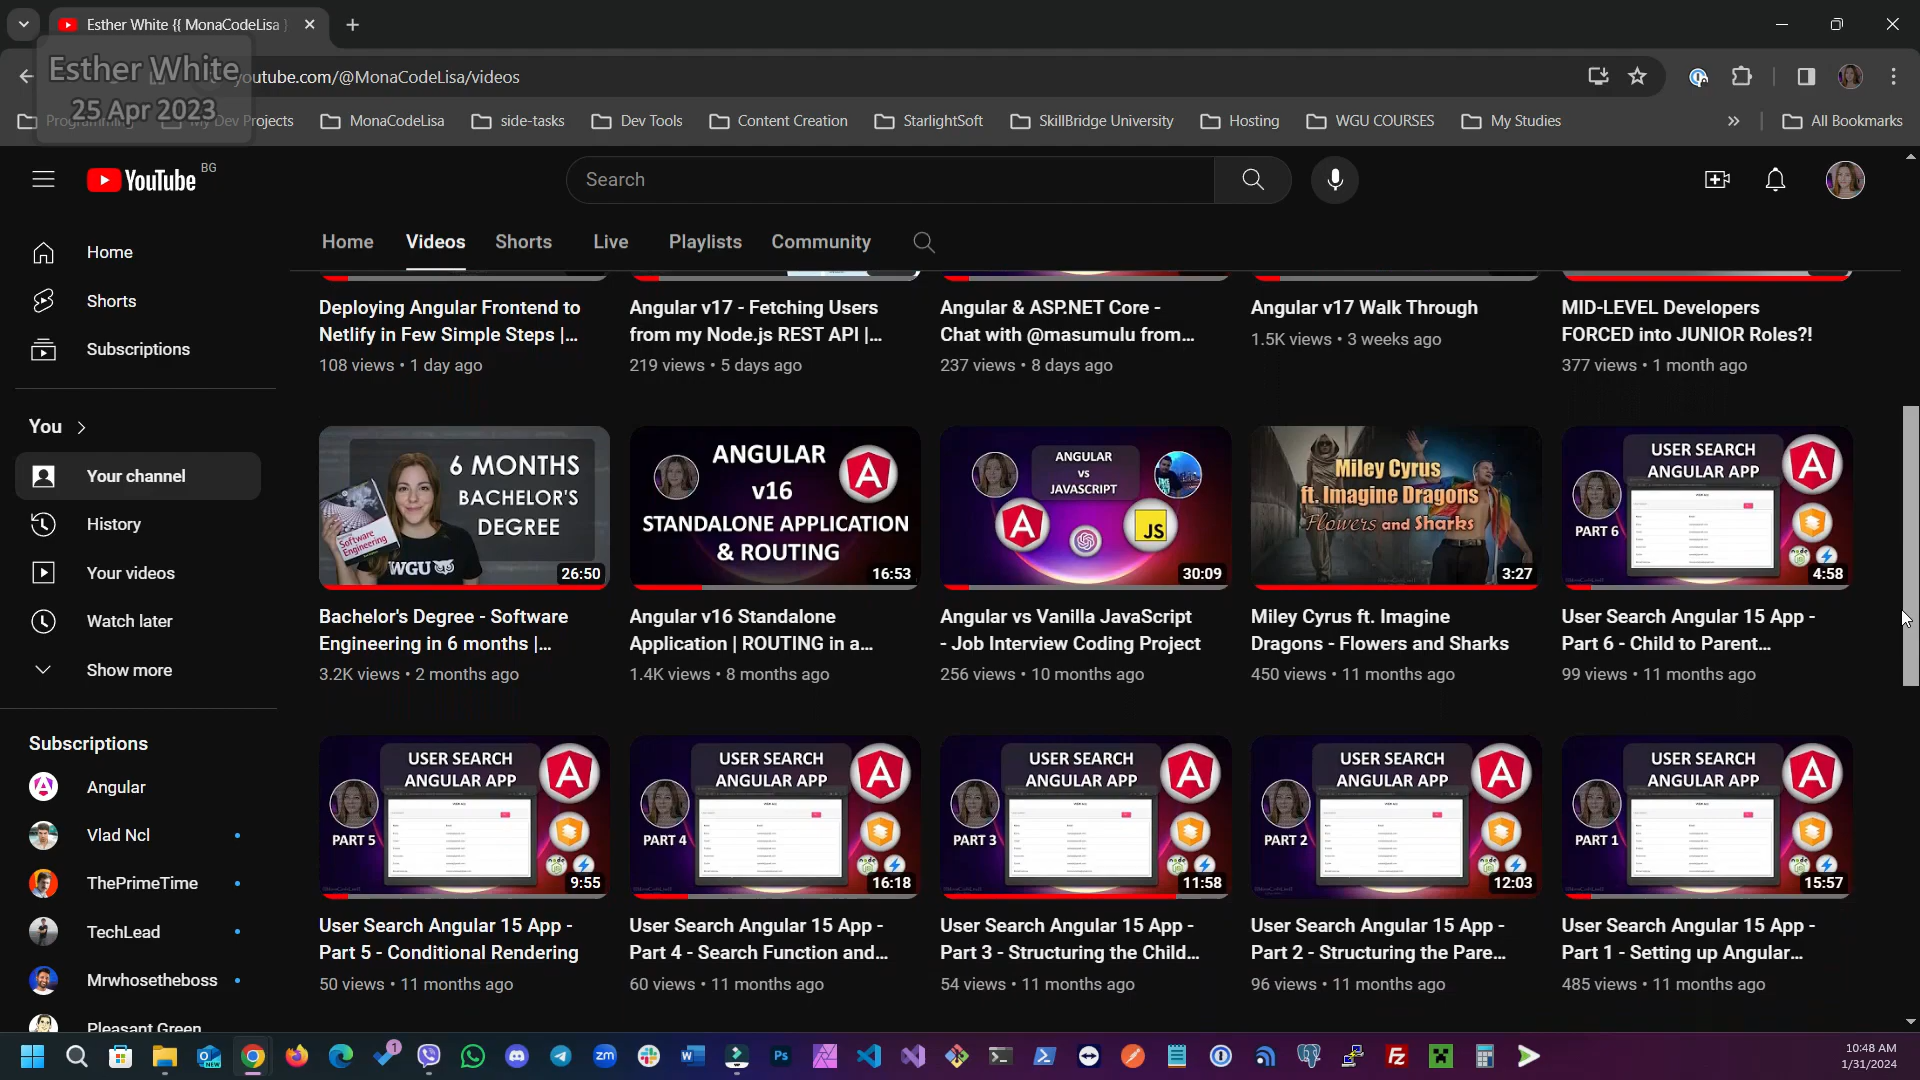 Esther White {{ MonaCodeLisa }
Esther White
25 Apr 2023
youtube.com/@MonaCodeLisa/videos
Programming
My Dev Projects
MonaCodeLisa
side-tasks
Dev Tools
Content Creation
StarlightSoft
SkillBridge University
Hosting
WGU COURSES
My Studies
All Bookmarks
YouTube BG
Search
Home
Videos
Shorts
Live
Playlists
Community
Home
Shorts
Subscriptions
You
Your channel
History
Your videos
Watch later
Show more
Subscriptions
Angular
Vlad Ncl
ThePrimeTime
TechLead
Mrwhosetheboss
Pleasant Green
Deploying Angular Frontend to
Netlify in Few Simple Steps |...
108 views • 1 day ago
Angular v17 - Fetching Users
from my Node.js REST API |...
219 views • 5 days ago
Angular & ASP.NET Core -
Chat with @masumulu from...
237 views • 8 days ago
Angular v17 Walk Through
1.5K views • 3 weeks ago
MID-LEVEL Developers
FORCED into JUNIOR Roles?!
377 views • 1 month ago
6 MONTHS
BACHELOR'S
DEGREE
Software
Engineering
WGU
26:50
Bachelor's Degree - Software
Engineering in 6 months |...
3.2K views • 2 months ago
ANGULAR
v16
STANDALONE APPLICATION
& ROUTING
16:53
Angular v16 Standalone
Application | ROUTING in a...
1.4K views • 8 months ago
ANGULAR
vs
JAVASCRIPT
JS
30:09
Angular vs Vanilla JavaScript
- Job Interview Coding Project
256 views • 10 months ago
Miley Cyrus
ft. Imagine Dragons
Flowers and Sharks
3:27
Miley Cyrus ft. Imagine
Dragons - Flowers and Sharks
450 views • 11 months ago
USER SEARCH
ANGULAR APP
PART 6
4:58
User Search Angular 15 App -
Part 6 - Child to Parent...
99 views • 11 months ago
USER SEARCH
ANGULAR APP
PART 5
9:55
User Search Angular 15 App -
Part 5 - Conditional Rendering
50 views • 11 months ago
USER SEARCH
ANGULAR APP
PART 4
16:18
User Search Angular 15 App -
Part 4 - Search Function and...
60 views • 11 months ago
USER SEARCH
ANGULAR APP
PART 3
11:58
User Search Angular 15 App -
Part 3 - Structuring the Child...
54 views • 11 months ago
USER SEARCH
ANGULAR APP
PART 2
12:03
User Search Angular 15 App -
Part 2 - Structuring the Pare...
96 views • 11 months ago
USER SEARCH
ANGULAR APP
PART 1
15:57
User Search Angular 15 App -
Part 1 - Setting up Angular...
485 views • 11 months ago
10:48 AM
1/31/2024